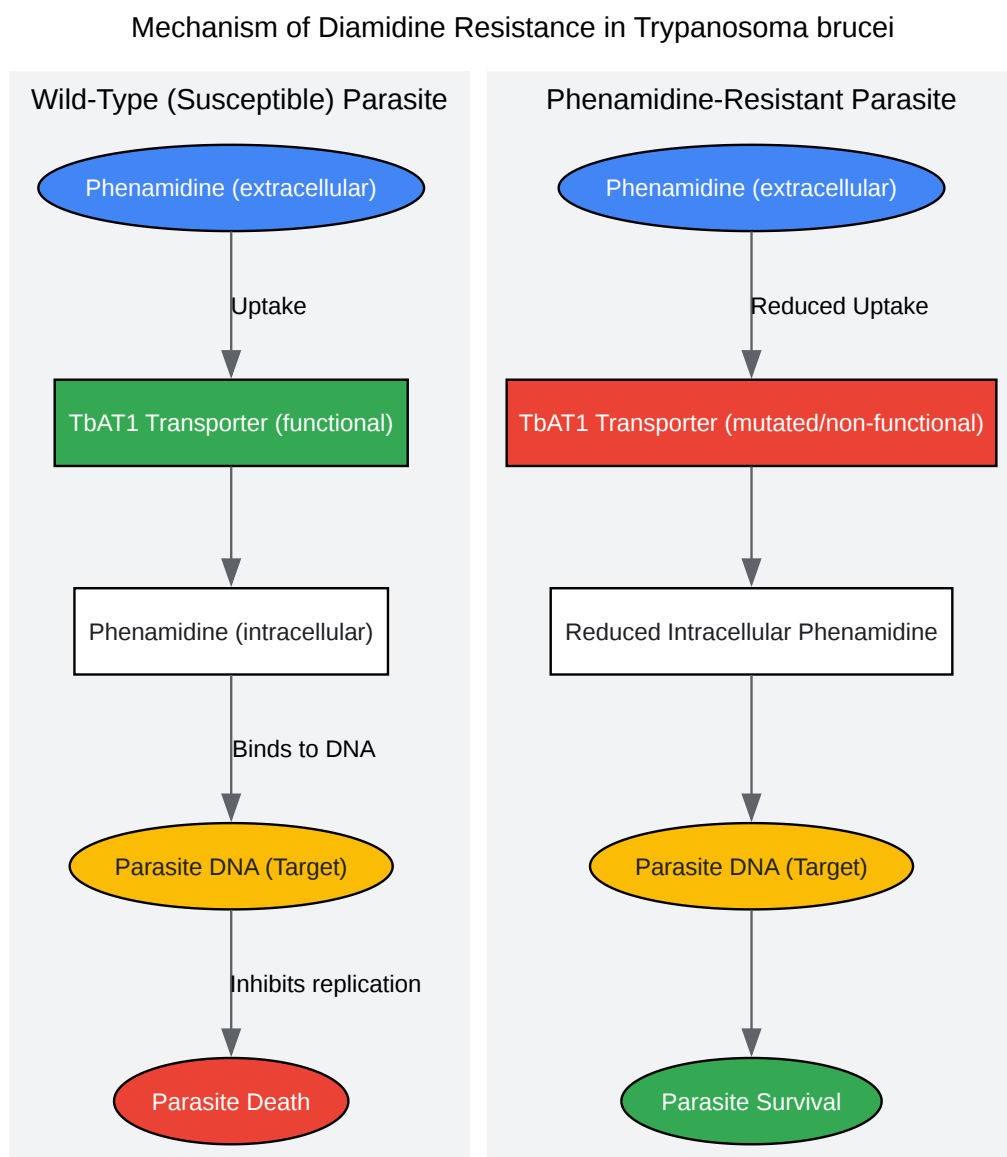 Mechanism of Diamidine Resistance in Trypanosoma brucei
Wild-Type (Susceptible) Parasite
Phenamidine (extracellular)
Uptake
TbAT1 Transporter (functional)
Phenamidine (intracellular)
Binds to DNA
Parasite DNA (Target)
Inhibits replication
Parasite Death
Phenamidine-Resistant Parasite
Phenamidine (extracellular)
Reduced Uptake
TbAT1 Transporter (mutated/non-functional)
Reduced Intracellular Phenamidine
Parasite DNA (Target)
Parasite Survival